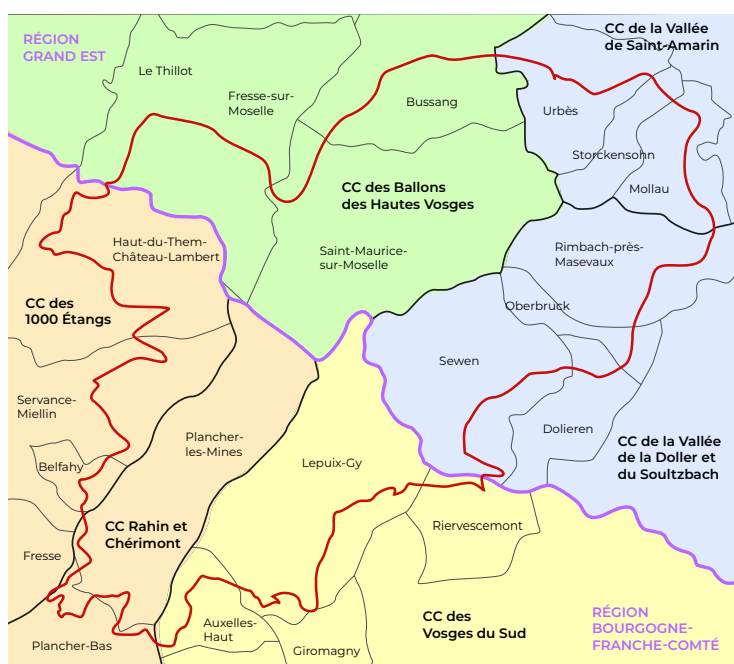 RÉGION
GRAND EST
CC de la Vallée
de Saint-Amarin
Le Thillot
Fresse-sur-
Moselle
Bussang
Urbès
Storckensohn
Mollau
CC des Ballons
des Hautes Vosges
Haut-du-Them-
Château-Lambert
Saint-Maurice-
sur-Moselle
Rimbach-près-
Masevaux
CC des
1000 Étangs
Oberbruck
Sewen
Servance-
Miellin
Plancher-
les-Mines
Dolieren
CC de la Vallée
de la Doller et
du Soultzbach
Belfahy
Lepuix-Gy
CC Rahin et
Chérimont
Riervescemont
Fresse
Auxelles-
Haut
CC des
Vosges du Sud
RÉGION
BOURGOGNE-
FRANCHE-COMTÉ
Plancher-Bas
Giromagny